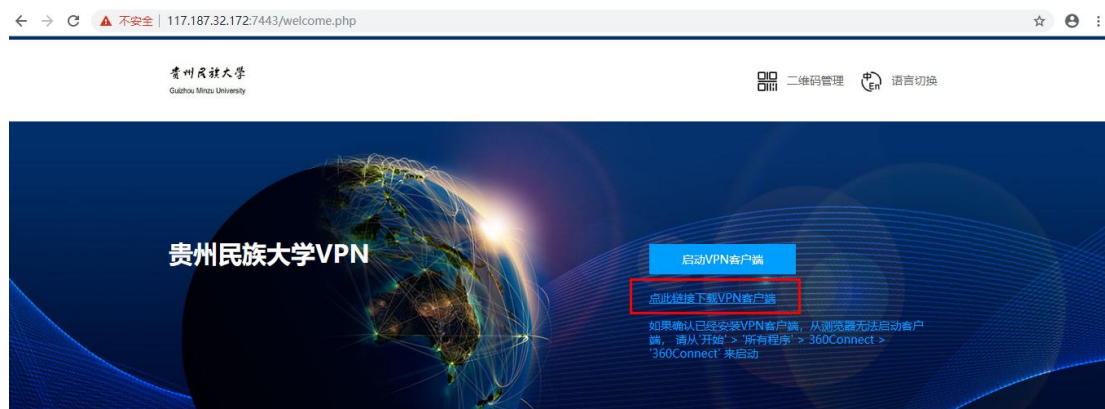 不安全 | 117.187.32.172:7443/welcome.php
贵州民族大学
Guizhou Minzu University
二维码管理
中
En
语言切换
贵州民族大学VPN
启动VPN客户端
点此链接下载VPN客户端
如果确认已经安装VPN客户端，从浏览器无法启动客户
端， 请从'开始' > '所有程序' > 360Connect >
'360Connect' 来启动